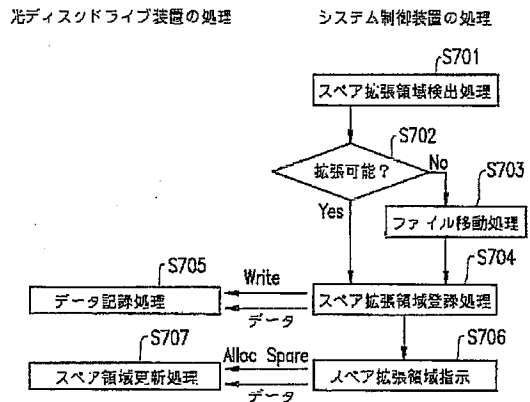 光ディスクドライブ装置の処理
システム制御装置の処理
S701
スペア拡張領域検出処理
S702
拡張可能？
No
S703
Yes
ファイル移動処理
S704
S705
Write
データ記録処理
スペア拡張領域登録処理
データ
S707
S706
Alloc Spare
スペア領域更新処理
スペア拡張領域指示
データ